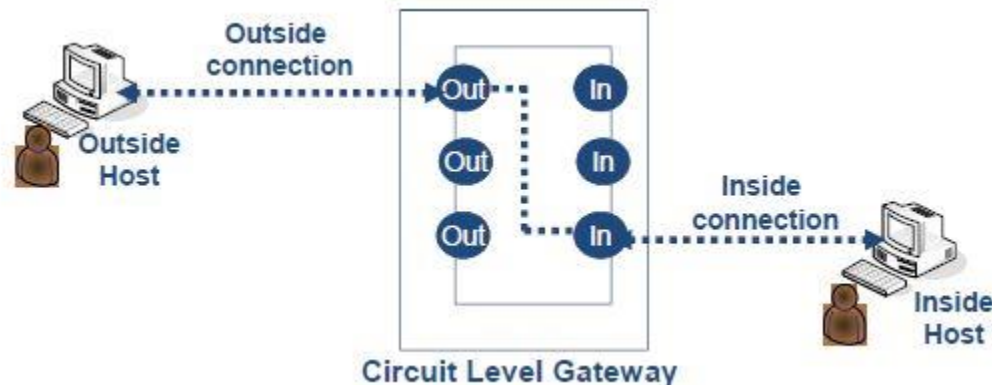 Outside
connection
Outside
Host
Out
In
Out
In
Out
In
Inside
connection
Inside
Host
Circuit Level Gateway